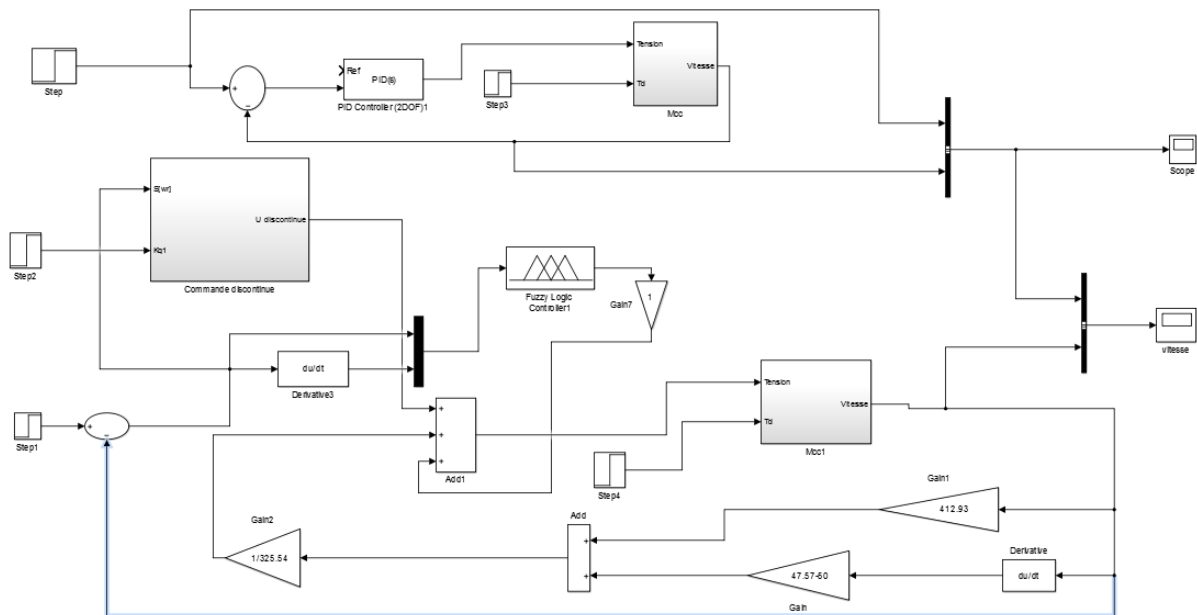 Step
+
−
Ref
PID(s)
PID Controller (2DOF)1
Step3
Tension
Td
Vitesse
Mcc
Scope
S[wr]
Kq1
U discontinue
Commande discontinue
Step2
Fuzzy Logic
Controller1
Gain7
1
vitesse
du/dt
Derivative3
Step1
+
−
+
+
+
Add1
Tension
Td
Vitesse
Mcc1
Step4
Gain1
412.93
Gain2
1/325.54
Add
+
+
47.57-60
Gain
Derivative
du/dt